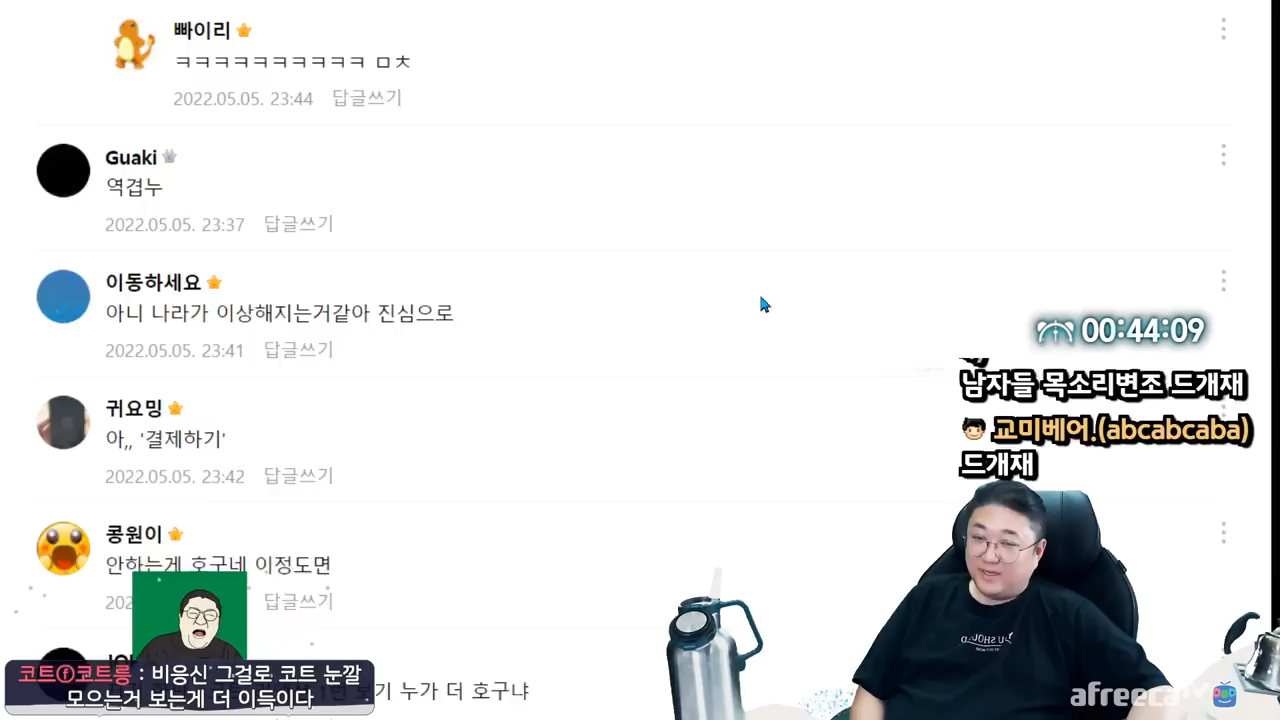 빠이리
ㅋㅋㅋㅋㅋㅋㅋㅋㅋㅋ ㅁㅊ
2022.05.05. 23:44 답글쓰기
Guaki
역겹누
2022.05.05. 23:37 답글쓰기
이동하세요
아니 나라가 이상해지는거같아 진심으로
2022.05.05. 23:41 답글쓰기
00:44:09
남자들 목소리변조 드개재
귀요밍
아,, '결제하기'
교미베어.(abcabcaba)
드개재
2022.05.05. 23:42 답글쓰기
콩원이
안하는게 호구네 이정도면
202 답글쓰기
코트ⓕ코트릉 : 비응신 그걸로 코트 눈깔
모으는거 보는게 더 이득이다
기 누가 더 호구냐
afreecaTV